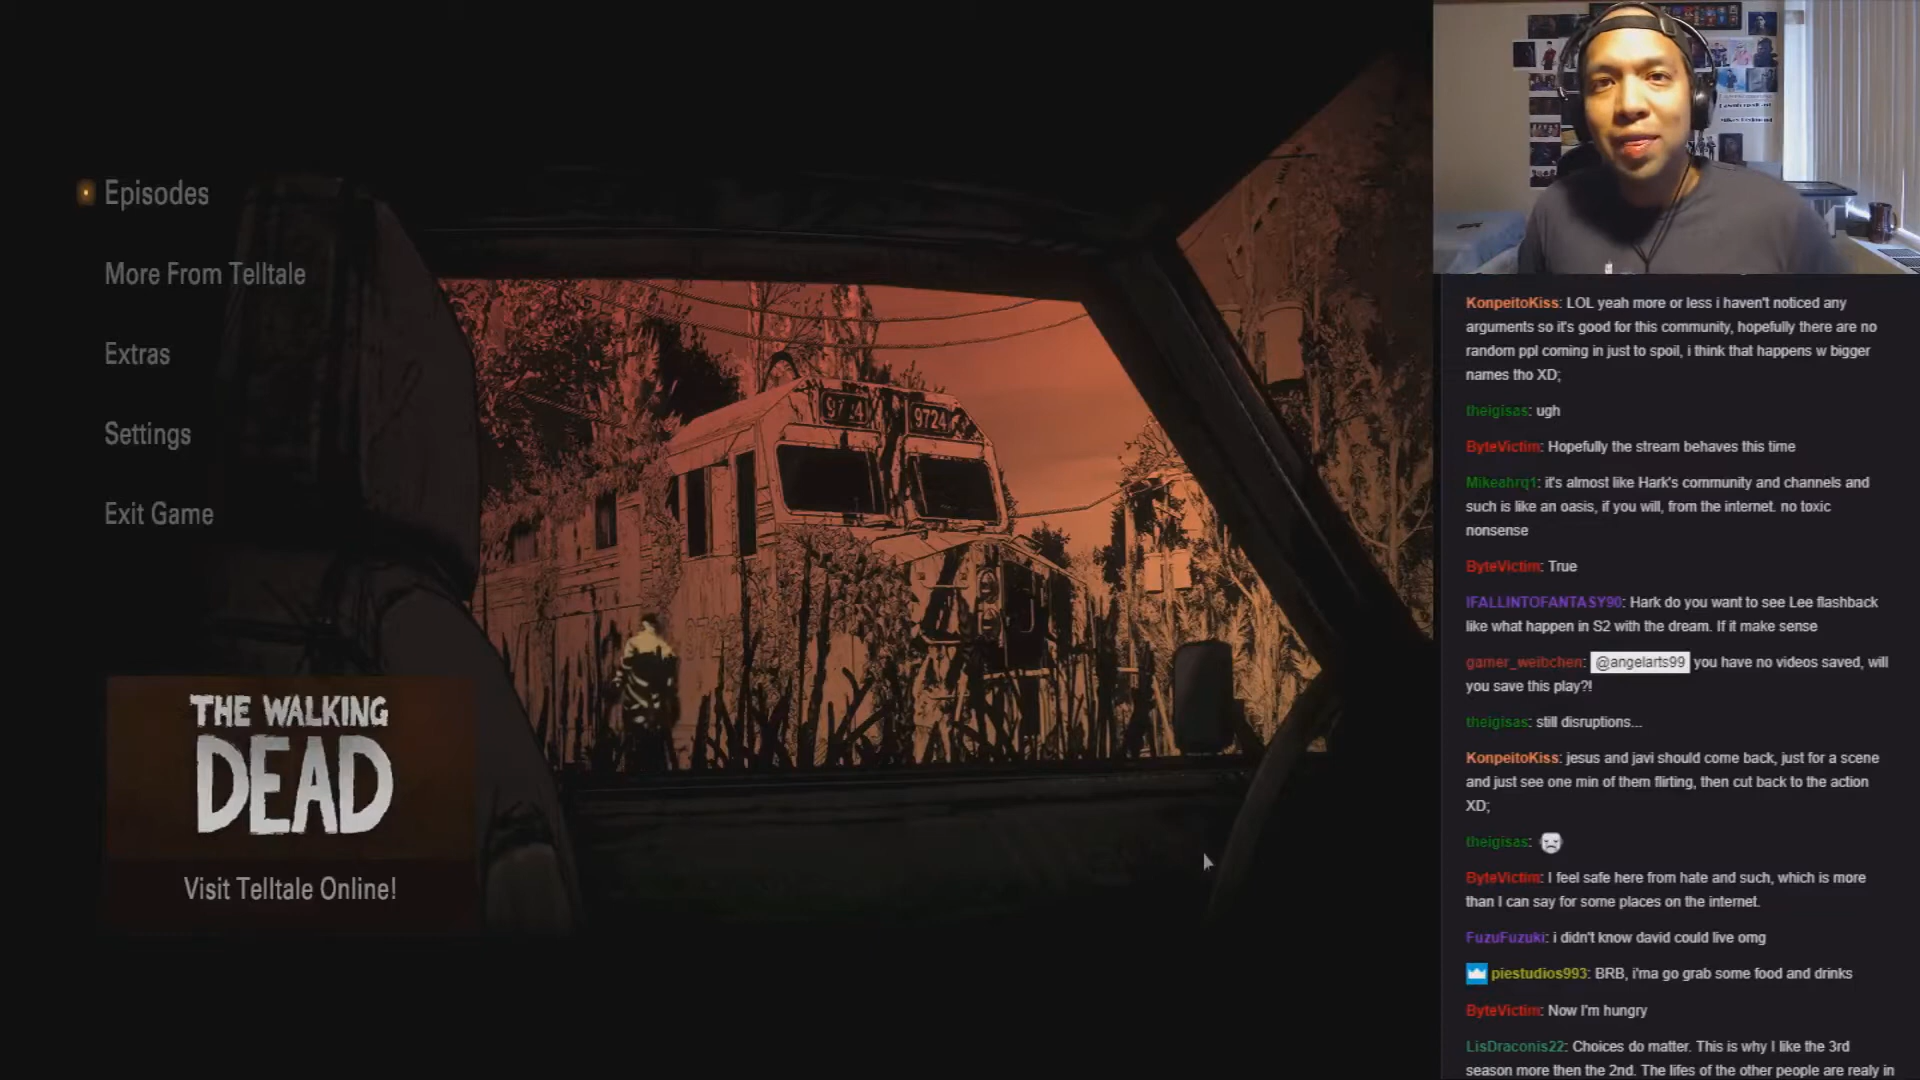 Episodes
More From Telltale
Extras
Settings
Exit Game
THE WALKING
DEAD
Visit Telltale Online!
9724
KonpeitoKiss: LOL yeah more or less i haven't noticed any
arguments so it's good for this community, hopefully there are no
random ppl coming in just to spoil, i think that happens w bigger
names tho XD;
theigisas: ugh
ByteVictim: Hopefully the stream behaves this time
Mikeahrq1: it's almost like Hark's community and channels and
such is like an oasis, if you will, from the internet. no toxic
nonsense
ByteVictim: True
IFALLINTOFANTASY90: Hark do you want to see Lee flashback
like what happen in S2 with the dream. If it make sense
gamer_weibchen: @angelarts99 you have no videos saved, will
you save this play?!
theigisas: still disruptions...
KonpeitoKiss: jesus and javi should come back, just for a scene
and just see one min of them flirting, then cut back to the action
XD;
theigisas:
ByteVictim: I feel safe here from hate and such, which is more
than I can say for some places on the internet.
FuzuFuzuki: i didn't know david could live omg
piestudios993: BRB, i'ma go grab some food and drinks
ByteVictim: Now I'm hungry
LisDraconis22: Choices do matter. This is why I like the 3rd
season more then the 2nd. The lifes of the other people are realy in